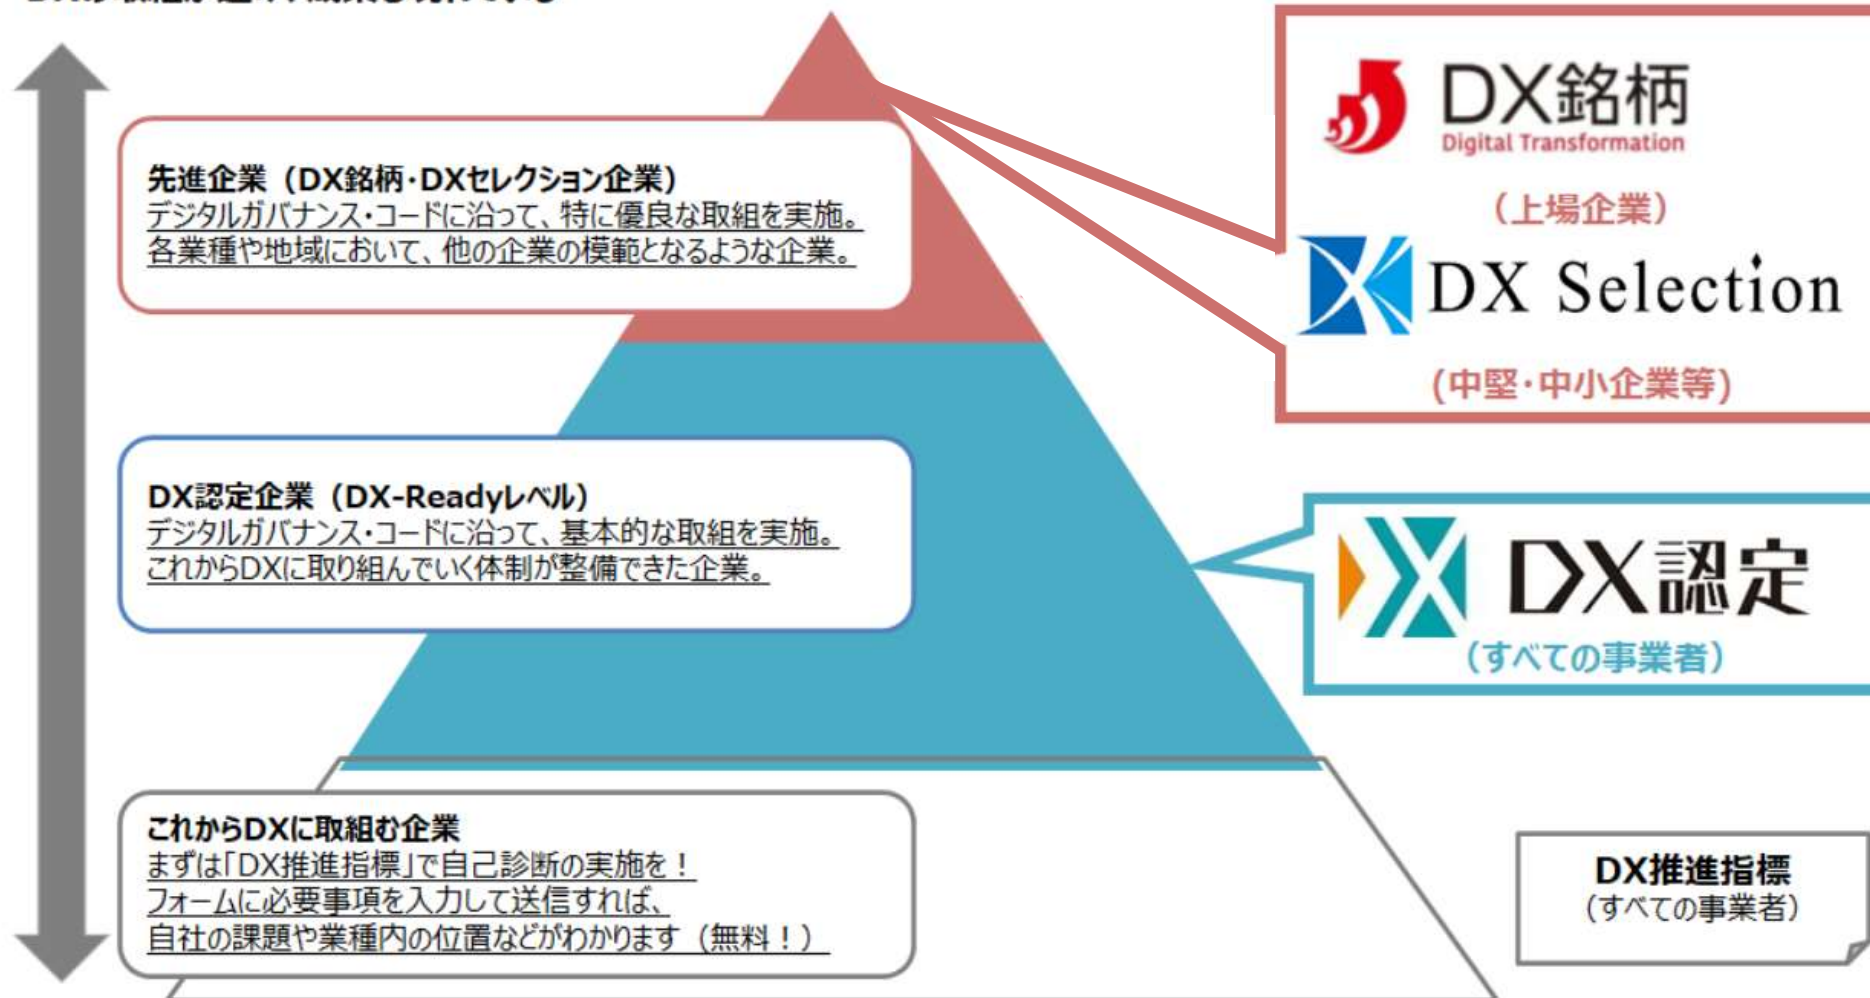 先進企業（DX銘柄・DXセレクション企業）
デジタルガバナンス・コードに沿って、特に優良な取組を実施。
各業種や地域において、他の企業の模範となるような企業。
DX銘柄
Digital Transformation
（上場企業）
DX Selection
(中堅・中小企業等)
DX認定企業（DX-Readyレベル）
デジタルガバナンス・コードに沿って、基本的な取組を実施。
これからDXに取り組んでいく体制が整備できた企業。
DX認定
（すべての事業者）
これからDXに取組む企業
まずは「DX推進指標」で自己診断の実施を！
フォームに必要事項を入力して送信すれば、
自社の課題や業種内の位置などがわかります（無料！）
DX推進指標
（すべての事業者）